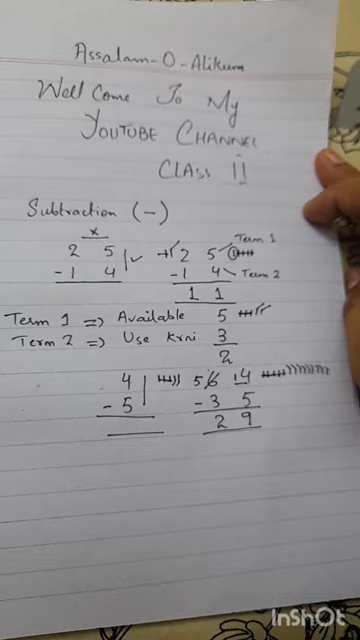 Assalam-O-Alikum
Well Come To My
YOUTUBE CHANNEL
CLASS II
Subtraction (-)
x
2 5
-1 4
2 5 Term 1
-1 4 Term 2
1 1
Term 1 => Available 5
Term 2 => Use krni 3
2
4
- 5
5 6 14
- 3 5
2 9
InShOt